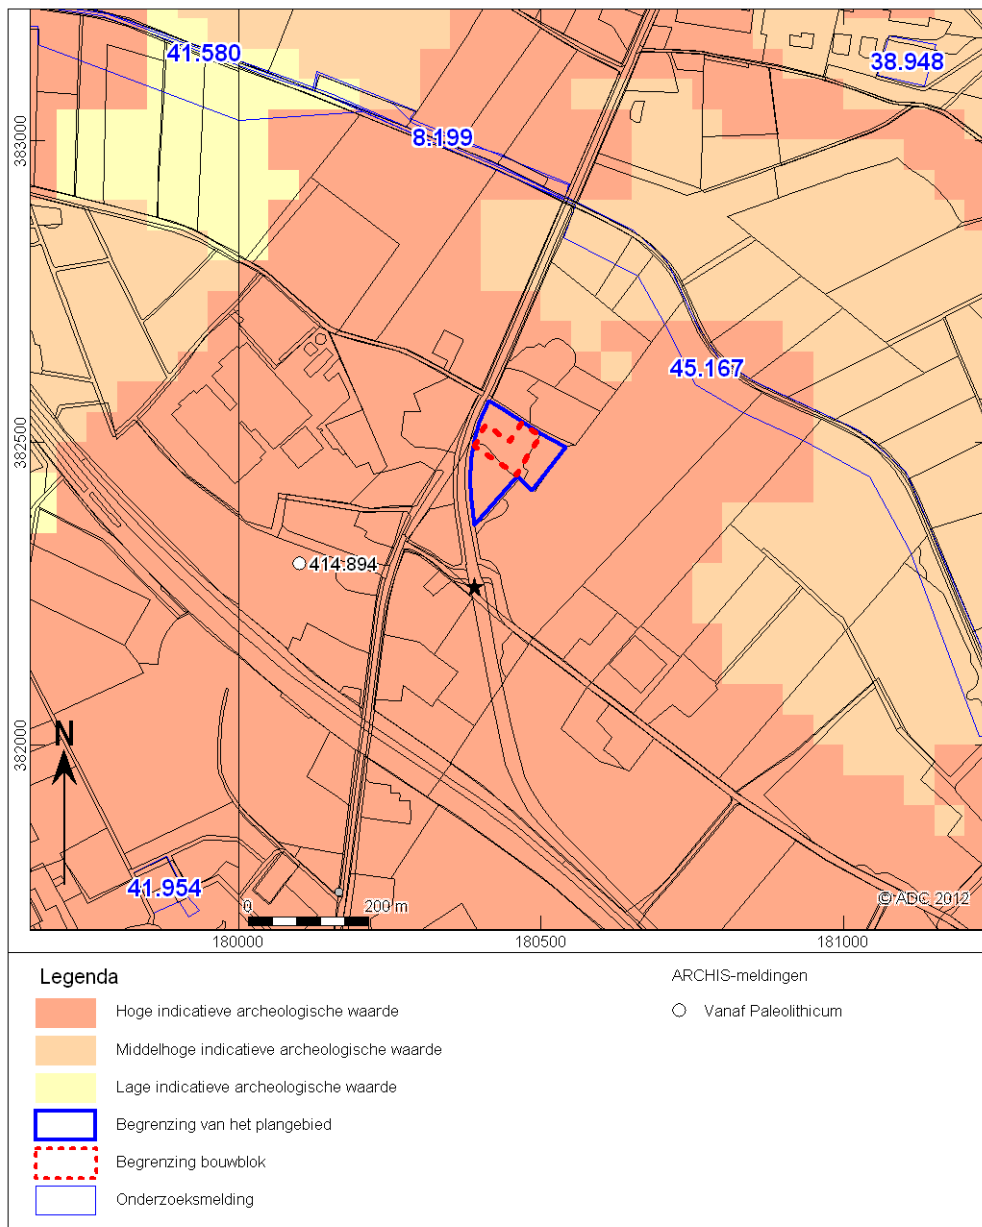 41.580
38.948
8.199
383000
45.167
382500
414.894
382000
N
41.954
0
200 m
© ADC 2012
180000
180500
181000
Legenda
ARCHIS-meldingen
Hoge indicatieve archeologische waarde
Vanaf Paleolithicum
Middelhoge indicatieve archeologische waarde
Lage indicatieve archeologische waarde
Begrenzing van het plangebied
Begrenzing bouwblok
Onderzoeksmelding